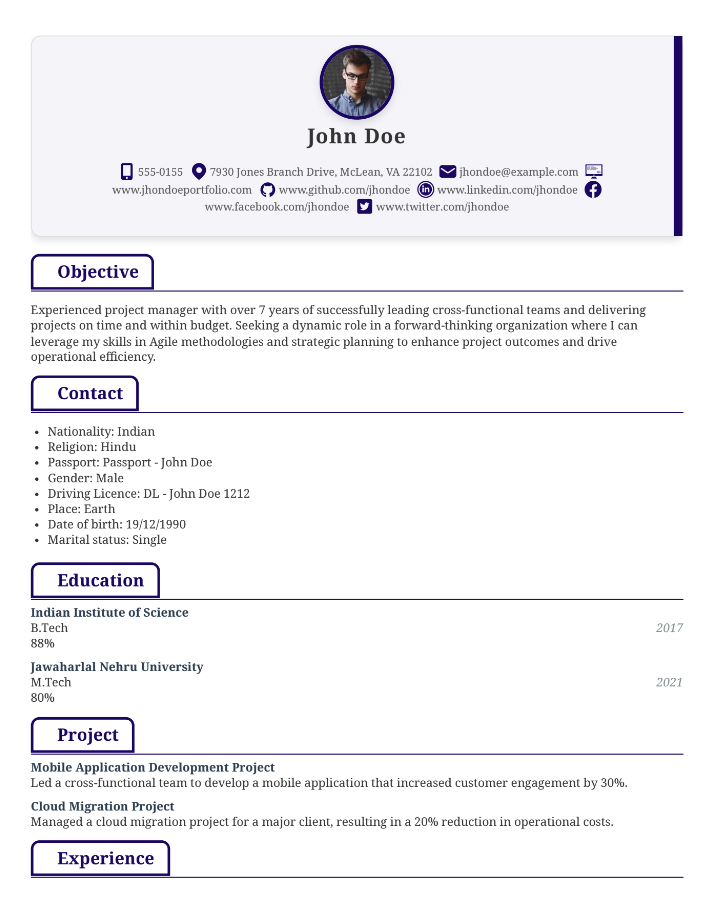 John Doe
555-0155 7930 Jones Branch Drive, McLean, VA 22102 jhondoe@example.com
www.jhondoeportfolio.com www.github.com/jhondoe www.linkedin.com/jhondoe
www.facebook.com/jhondoe www.twitter.com/jhondoe
Objective
Experienced project manager with over 7 years of successfully leading cross-functional teams and delivering
projects on time and within budget. Seeking a dynamic role in a forward-thinking organization where I can
leverage my skills in Agile methodologies and strategic planning to enhance project outcomes and drive
operational efficiency.
Contact
• Nationality: Indian
• Religion: Hindu
• Passport: Passport - John Doe
• Gender: Male
• Driving Licence: DL - John Doe 1212
• Place: Earth
• Date of birth: 19/12/1990
• Marital status: Single
Education
Indian Institute of Science
B.Tech 2017
88%
Jawaharlal Nehru University
M.Tech 2021
80%
Project
Mobile Application Development Project
Led a cross-functional team to develop a mobile application that increased customer engagement by 30%.
Cloud Migration Project
Managed a cloud migration project for a major client, resulting in a 20% reduction in operational costs.
Experience